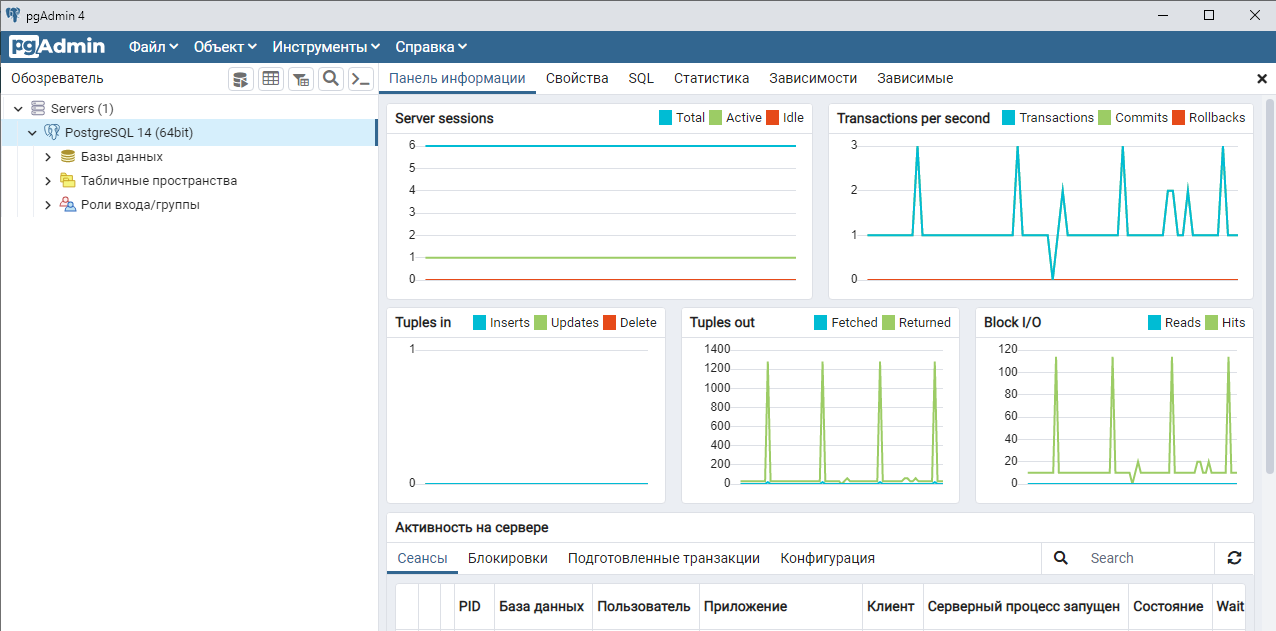 pgAdmin 4
pgAdmin Файл Объект Инструменты Справка
Обозреватель
Панель информации Свойства SQL Статистика Зависимости Зависимые
Servers (1)
PostgreSQL 14 (64bit)
Базы данных
Табличные пространства
Роли входа/группы
Server sessions Total Active Idle
6
5
4
3
2
1
0
Transactions per second Transactions Commits Rollbacks
3
2
1
0
Tuples in Inserts Updates Delete
1
0
Tuples out Fetched Returned
1400
1200
1000
800
600
400
200
0
Block I/O Reads Hits
120
100
80
60
40
20
0
Активность на сервере
Сеансы Блокировки Подготовленные транзакции Конфигурация Search
PID База данных Пользователь Приложение Клиент Серверный процесс запущен Состояние Wait